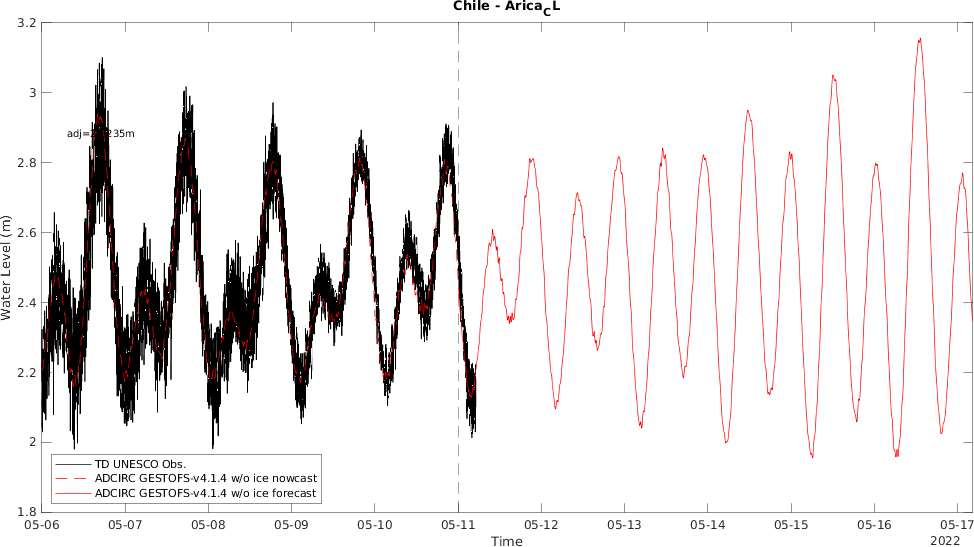 Chile - Arica_CL
3.2
3
2.8
2.6
2.4
2.2
2
1.8
Water Level (m)
TD UNESCO Obs.
ADCIRC GESTOFS-v4.1.4 w/o ice nowcast
ADCIRC GESTOFS-v4.1.4 w/o ice forecast
05-06 05-07 05-08 05-09 05-10 05-11 05-12 05-13 05-14 05-15 05-16 05-17
Time
2022